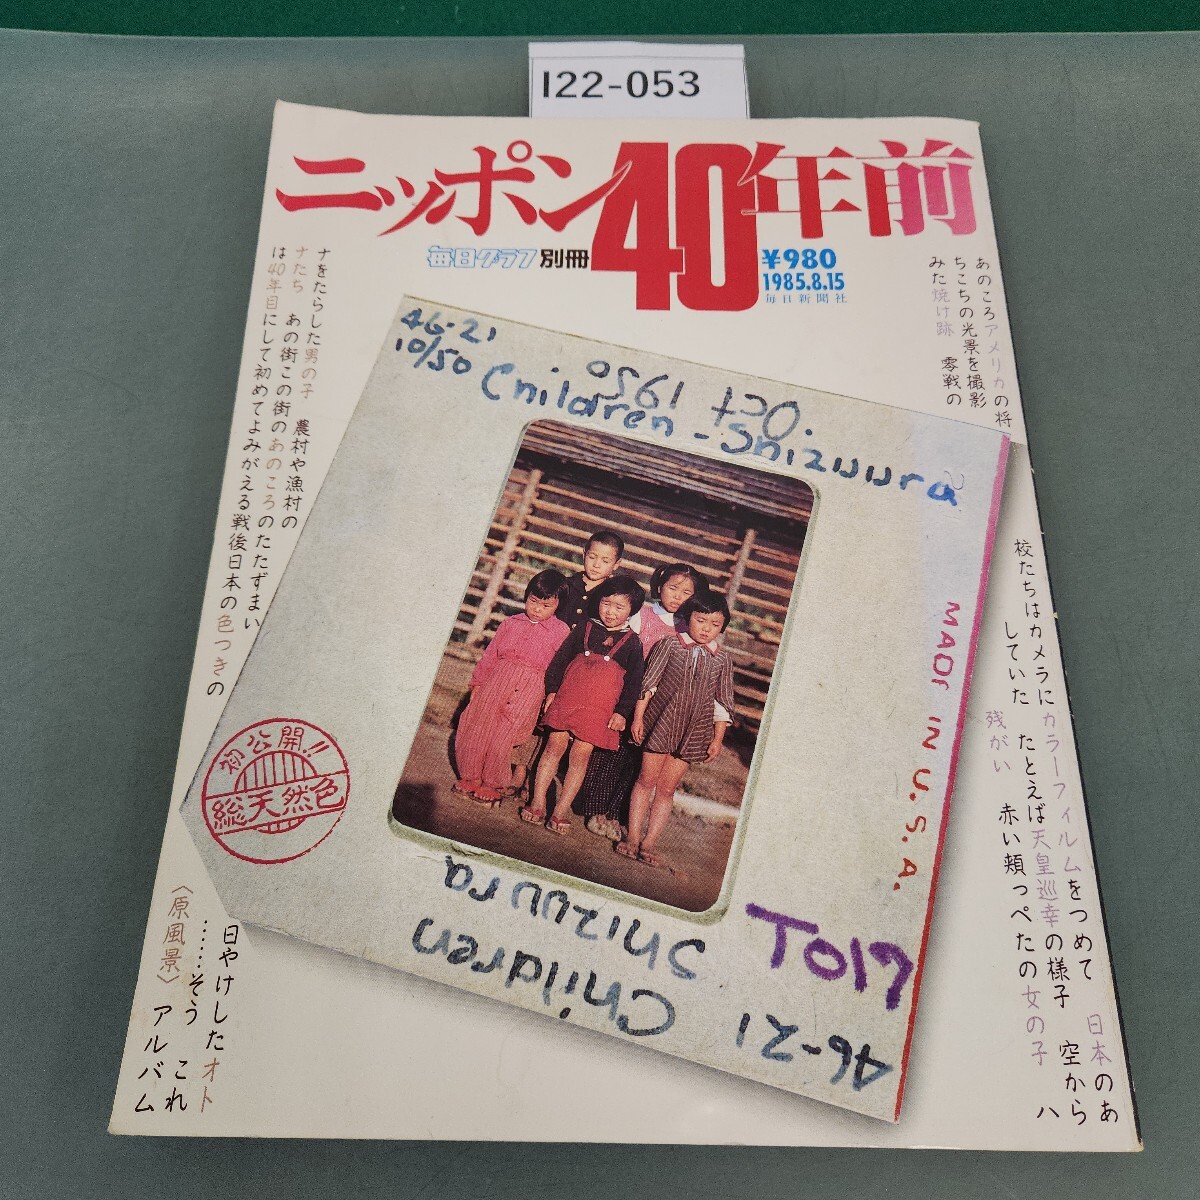 I22-053
ニッポン40年前
毎日グラフ別冊
¥980
1985.8.15
毎日新聞社
あのころアメリカの将
校たちはカメラにカラーフィルムをつめて 日本のあ
ちこちの光景を撮影
していた たとえば天皇巡幸の様子 空から
みた焼け跡 零戦の
残がい 赤い頬っぺたの女の子 ハ
ナをたらした男の子 農村や漁村の
日やけしたオト
ナたち あの街この街のあのころのたたずまい
……そう これ
は40年目にして初めてよみがえる戦後日本の色つきの
〈原風景〉 アルバム
46-21
10/50
Oct 1950
Children - Shizuura
MADE IN U.S.A.
T017
46-21
Children
Shizuura
初公開!!
総天然色